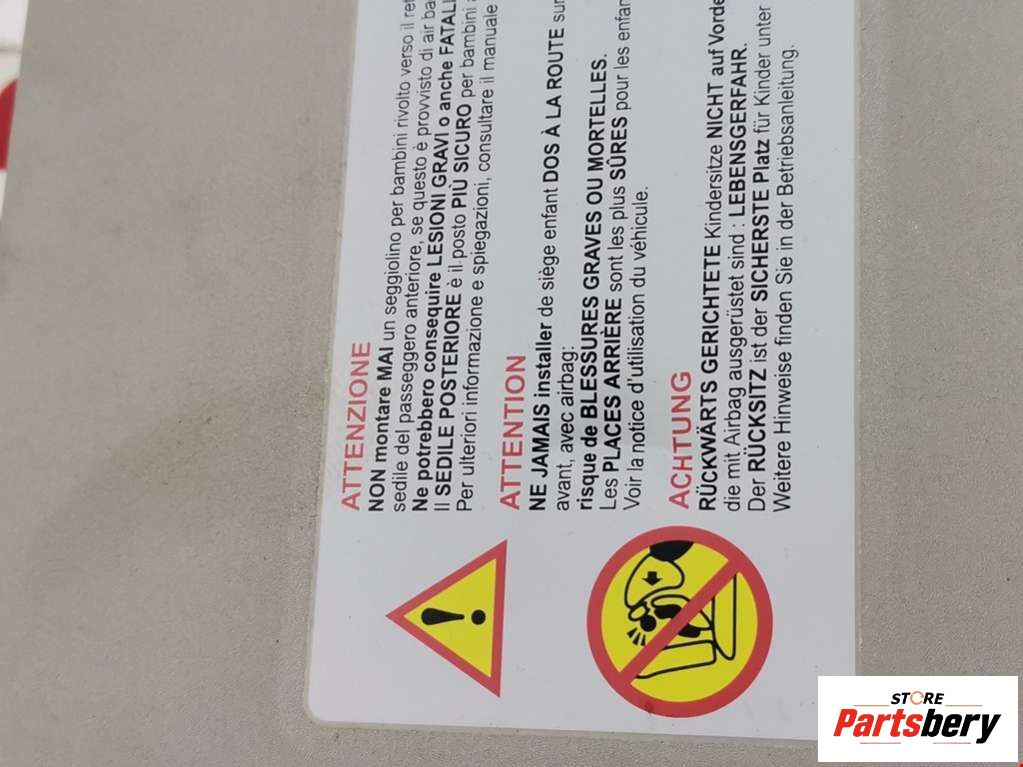 ATTENZIONE
NON montare MAI un seggiolino per bambini rivolto verso il
sedile del passeggero anteriore, se questo è provvisto di air
Ne potrebbero consequire LESIONI GRAVI o anche
Il SEDILE POSTERIORE è il posto PIÙ SICURO per bambini
Per ulteriori informazione e spiegazioni, consultare il manuale
ATTENTION
NE JAMAIS installer de siège enfant DOS À LA ROUTE sur
avant, avec airbag:
risque de BLESSURES GRAVES OU MORTELLES.
Les PLACES ARRIÈRE sont les plus SÛRES pour les
Voir la notice d'utilisation du véhicule.
ACHTUNG
RÜCKWÄRTS GERICHTETE Kindersitze NICHT auf
die mit Airbag ausgerüstet sind : LEBENSGERFAHR.
Der RÜCKSITZ ist der SICHERSTE Platz für Kinder unter
Weitere Hinweise finden Sie in der Betriebsanleitung.
STORE
Partsbery